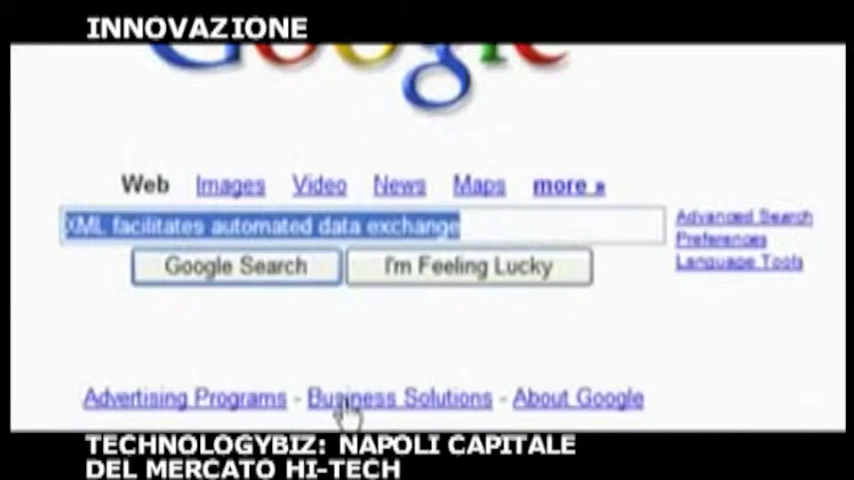 INNOVAZIONE
Google
Web Images Video News Maps more »
XML facilitates automated data exchange
Advanced Search
Preferences
Language Tools
Google Search I'm Feeling Lucky
Advertising Programs - Business Solutions - About Google
TECHNOLOGYBIZ: NAPOLI CAPITALE
DEL MERCATO HI-TECH